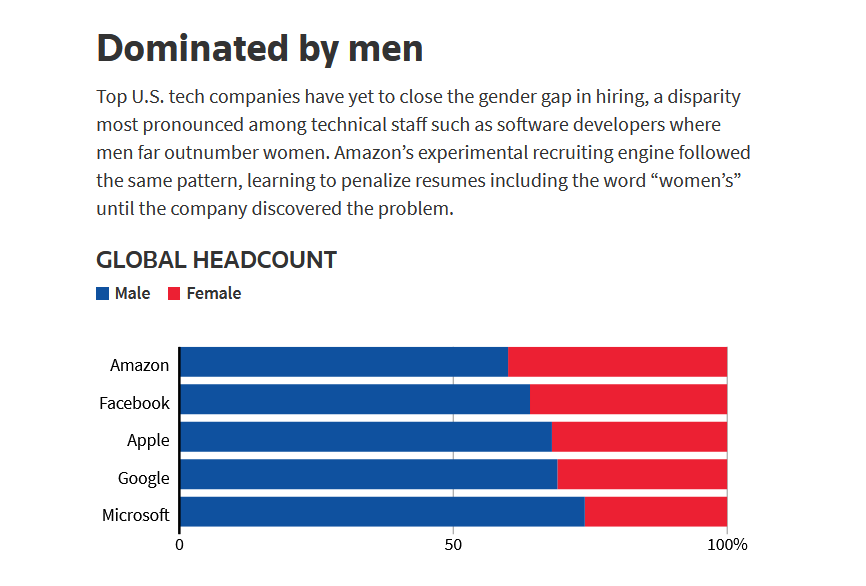 Dominated by men
Top U.S. tech companies have yet to close the gender gap in hiring, a disparity
most pronounced among technical staff such as software developers where
men far outnumber women. Amazon’s experimental recruiting engine followed
the same pattern, learning to penalize resumes including the word “women’s”
until the company discovered the problem.
GLOBAL HEADCOUNT
Male Female
Amazon
Facebook
Apple
Google
Microsoft
0 50 100%